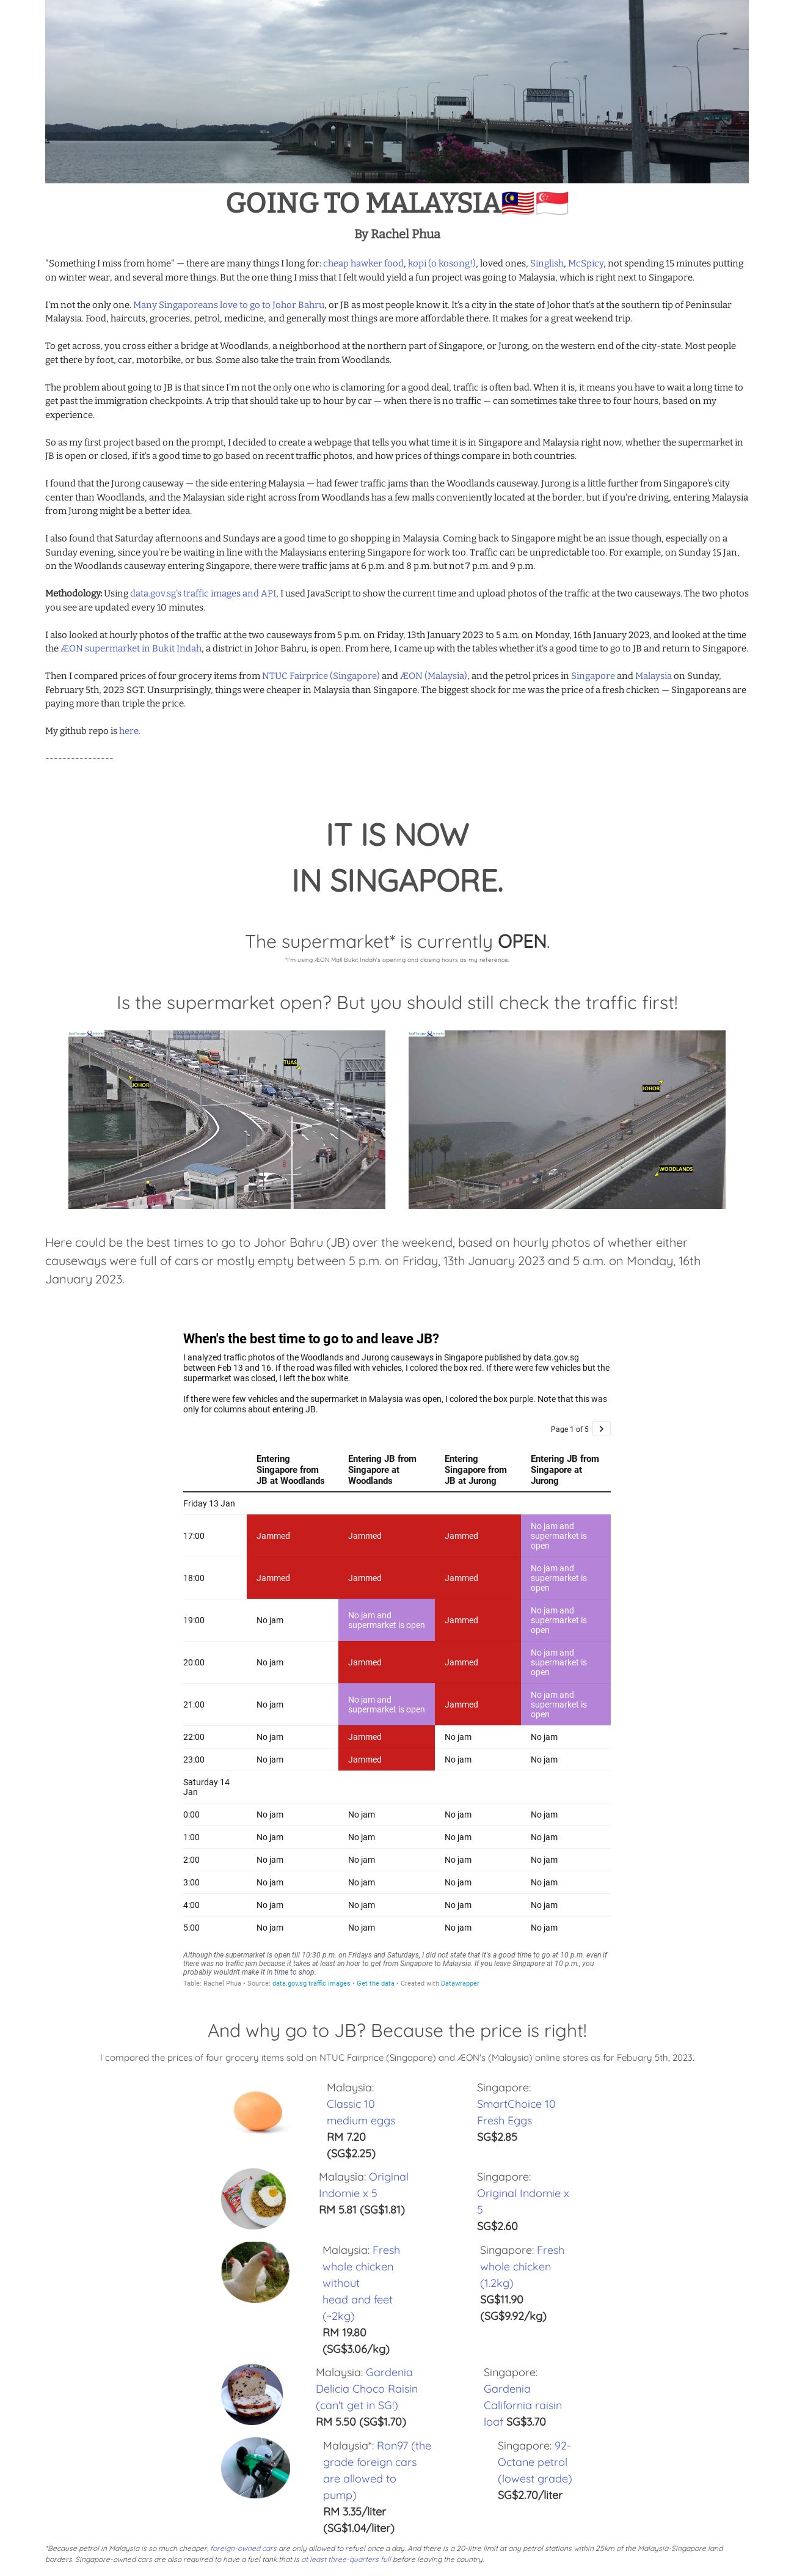 GOING TO MALAYSIA🇲🇾🇸🇬
By Rachel Phua
"Something I miss from home" — there are many things I long for: cheap hawker food, kopi (o kosong!), loved ones, Singlish, McSpicy, not spending 15 minutes putting
on winter wear, and several more things. But the one thing I miss that I felt would yield a fun project was going to Malaysia, which is right next to Singapore.
I'm not the only one. Many Singaporeans love to go to Johor Bahru, or JB as most people know it. It's a city in the state of Johor that's at the southern tip of Peninsular
Malaysia. Food, haircuts, groceries, petrol, medicine, and generally most things are more affordable there. It makes for a great weekend trip.
To get across, you cross either a bridge at Woodlands, a neighborhood at the northern part of Singapore, or Jurong, on the western end of the city-state. Most people
get there by foot, car, motorbike, or bus. Some also take the train from Woodlands.
The problem about going to JB is that since I'm not the only one who is clamoring for a good deal, traffic is often bad. When it is, it means you have to wait a long time to
get past the immigration checkpoints. A trip that should take up to hour by car — when there is no traffic — can sometimes take three to four hours, based on my
experience.
So as my first project based on the prompt, I decided to create a webpage that tells you what time it is in Singapore and Malaysia right now, whether the supermarket in
JB is open or closed, if it's a good time to go based on recent traffic photos, and how prices of things compare in both countries.
I found that the Jurong causeway — the side entering Malaysia — had fewer traffic jams than the Woodlands causeway. Jurong is a little further from Singapore's city
center than Woodlands, and the Malaysian side right across from Woodlands has a few malls conveniently located at the border, but if you're driving, entering Malaysia
from Jurong might be a better idea.
I also found that Saturday afternoons and Sundays are a good time to go shopping in Malaysia. Coming back to Singapore might be an issue though, especially on a
Sunday evening, since you're be waiting in line with the Malaysians entering Singapore for work too. Traffic can be unpredictable too. For example, on Sunday 15 Jan,
on the Woodlands causeway entering Singapore, there were traffic jams at 6 p.m. and 8 p.m. but not 7 p.m. and 9 p.m.
Methodology: Using data.gov.sg's traffic images and API, I used JavaScript to show the current time and upload photos of the traffic at the two causeways. The two photos
you see are updated every 10 minutes.
I also looked at hourly photos of the traffic at the two causeways from 5 p.m. on Friday, 13th January 2023 to 5 a.m. on Monday, 16th January 2023, and looked at the time
the ÆON supermarket in Bukit Indah, a district in Johor Bahru, is open. From here, I came up with the tables whether it's a good time to go to JB and return to Singapore.
Then I compared prices of four grocery items from NTUC Fairprice (Singapore) and ÆON (Malaysia), and the petrol prices in Singapore and Malaysia on Sunday,
February 5th, 2023 SGT. Unsurprisingly, things were cheaper in Malaysia than Singapore. The biggest shock for me was the price of a fresh chicken — Singaporeans are
paying more than triple the price.
My github repo is here.
----------------
IT IS NOW
IN SINGAPORE.
The supermarket* is currently OPEN.
*I'm using ÆON Mall Bukit Indah's opening and closing hours as my reference.
Is the supermarket open? But you should still check the traffic first!
JOHOR
TUAS
JOHOR
WOODLANDS
Here could be the best times to go to Johor Bahru (JB) over the weekend, based on hourly photos of whether either
causeways were full of cars or mostly empty between 5 p.m. on Friday, 13th January 2023 and 5 a.m. on Monday, 16th
January 2023.
When's the best time to go to and leave JB?
I analyzed traffic photos of the Woodlands and Jurong causeways in Singapore published by data.gov.sg
between Feb 13 and 16. If the road was filled with vehicles, I colored the box red. If there were few vehicles but the
supermarket was closed, I left the box white.
If there were few vehicles and the supermarket in Malaysia was open, I colored the box purple. Note that this was
only for columns about entering JB.
Page 1 of 5 >
Entering Singapore from JB at Woodlands
Entering JB from Singapore at Woodlands
Entering Singapore from JB at Jurong
Entering JB from Singapore at Jurong
Friday 13 Jan
17:00 Jammed Jammed Jammed No jam and supermarket is open
18:00 Jammed Jammed Jammed No jam and supermarket is open
19:00 No jam No jam and supermarket is open Jammed No jam and supermarket is open
20:00 No jam Jammed Jammed No jam and supermarket is open
21:00 No jam No jam and supermarket is open Jammed No jam and supermarket is open
22:00 No jam Jammed No jam No jam
23:00 No jam Jammed No jam No jam
Saturday 14
Jan
0:00 No jam No jam No jam No jam
1:00 No jam No jam No jam No jam
2:00 No jam No jam No jam No jam
3:00 No jam No jam No jam No jam
4:00 No jam No jam No jam No jam
5:00 No jam No jam No jam No jam
Although the supermarket is open till 10:30 p.m. on Fridays and Saturdays, I did not state that it's a good time to go at 10 p.m. even if
there was no traffic jam because it takes at least an hour to get from Singapore to Malaysia. If you leave Singapore at 10 p.m., you
probably wouldn't make it in time to shop.
Table: Rachel Phua • Source: data.gov.sg traffic images • Get the data • Created with Datawrapper
And why go to JB? Because the price is right!
I compared the prices of four grocery items sold on NTUC Fairprice (Singapore) and ÆON's (Malaysia) online stores as for Febuary 5th, 2023.
Malaysia:
Classic 10
medium eggs
RM 7.20
(SG$2.25)
Singapore:
SmartChoice 10
Fresh Eggs
SG$2.85
Malaysia: Original
Indomie x 5
RM 5.81 (SG$1.81)
Singapore:
Original Indomie x
5
SG$2.60
Malaysia: Fresh
whole chicken
without
head and feet
(~2kg)
RM 19.80
(SG$3.06/kg)
Singapore: Fresh
whole chicken
(1.2kg)
SG$11.90
(SG$9.92/kg)
Malaysia: Gardenia
Delicia Choco Raisin
(can't get in SG!)
RM 5.50 (SG$1.70)
Singapore:
Gardenia
California raisin
loaf SG$3.70
Malaysia*: Ron97 (the
grade foreign cars
are allowed to
pump)
RM 3.35/liter
(SG$1.04/liter)
Singapore: 92-
Octane petrol
(lowest grade)
SG$2.70/liter
*Because petrol in Malaysia is so much cheaper, foreign-owned cars are only allowed to refuel once a day. And there is a 20-litre limit at any petrol stations within 25km of the Malaysia-Singapore land
borders. Singapore-owned cars are also required to have a fuel tank that is at least three-quarters full before leaving the country.